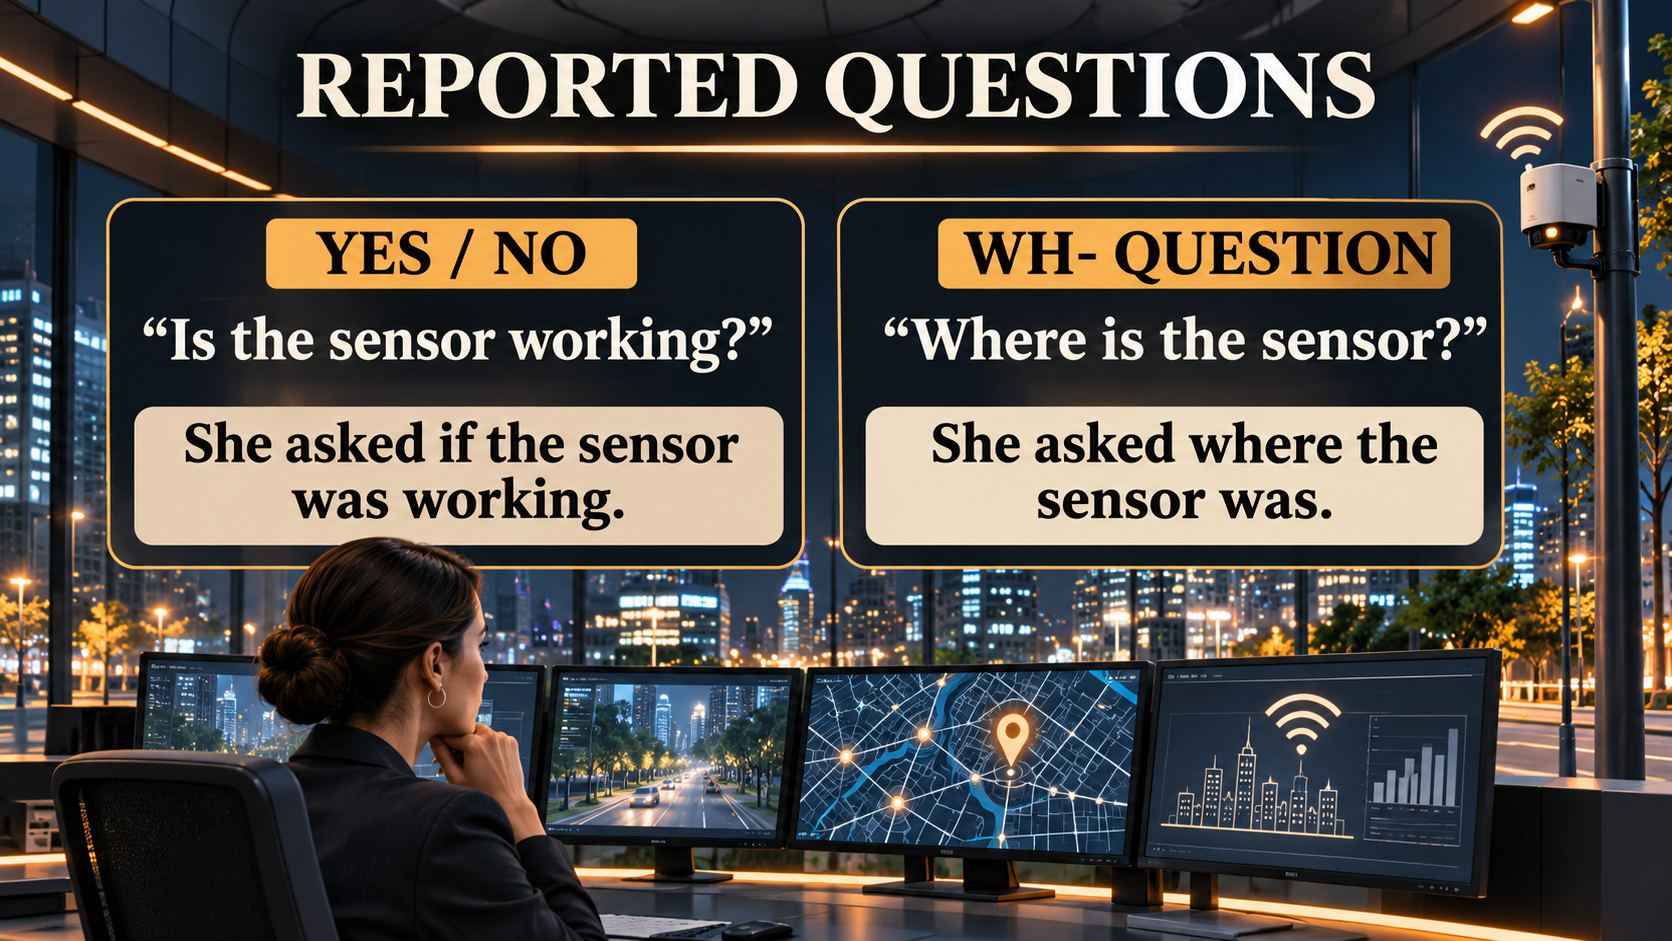 REPORTED QUESTIONS
YES / NO
“Is the sensor working?”
She asked if the sensor
was working.
WH- QUESTION
“Where is the sensor?”
She asked where the
sensor was.